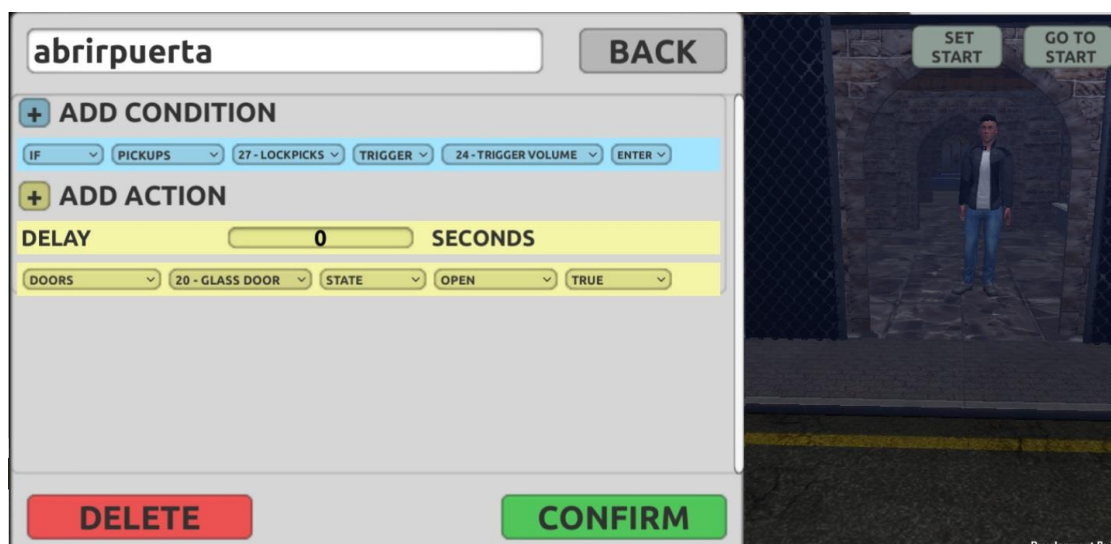 abrirpuerta
BACK
SET START
GO TO START
+ ADD CONDITION
IF PICKUPS 27 - LOCKPICKS TRIGGER 24 - TRIGGER VOLUME ENTER
+ ADD ACTION
DELAY 0 SECONDS
DOORS 20 - GLASS DOOR STATE OPEN TRUE
DELETE
CONFIRM